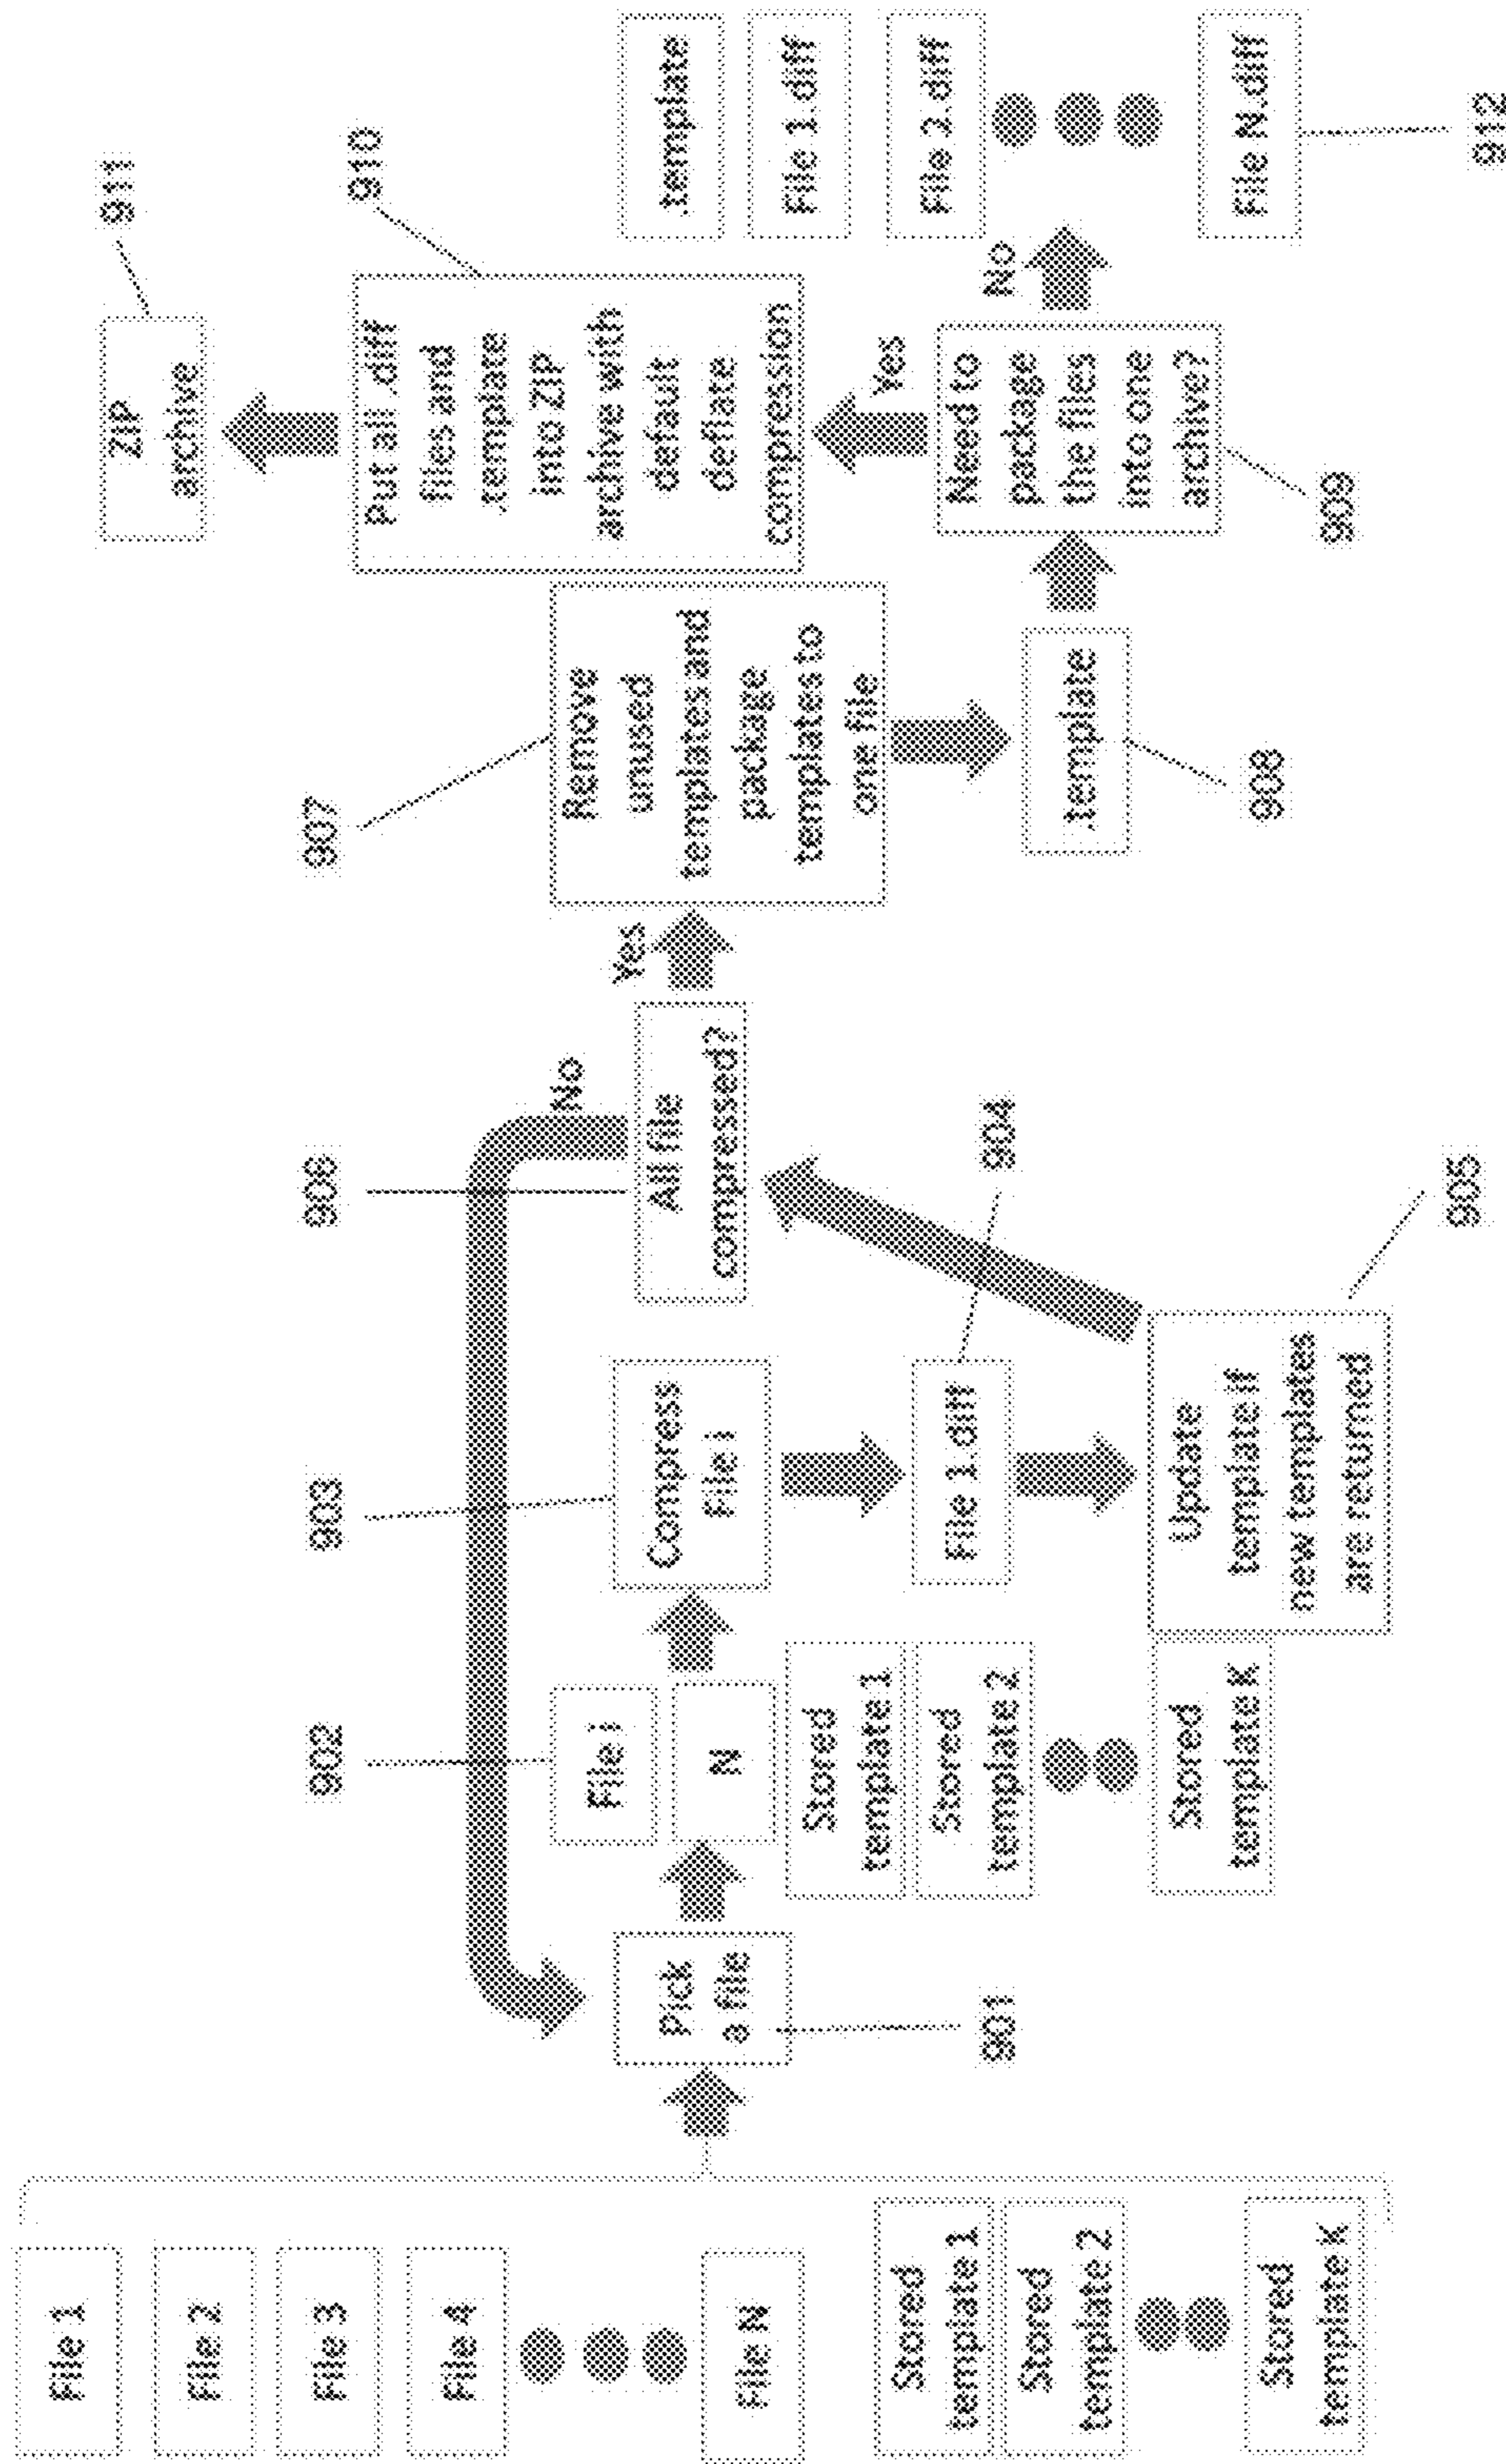 File 1
File 2
File 3
File 4
File N
Stored
template 1
Stored
template 2
Stored
template K
Pick
a file
901
902
File i
N
Stored
template 1
Stored
template 2
Stored
template K
903
Compress
File i
File 1.diff
904
Update
template if
new templates
are returned
905
906
All file
compressed?
No
Yes
907
Remove
unused
templates and
package
templates to
one file
.template
908
Need to
package
the files
into one
archive?
909
Yes
No
910
Put all .diff
files and
.template
into ZIP
archive with
default
deflate
compression
911
ZIP
archive
.template
File 1.diff
File 2.diff
File N.diff
912